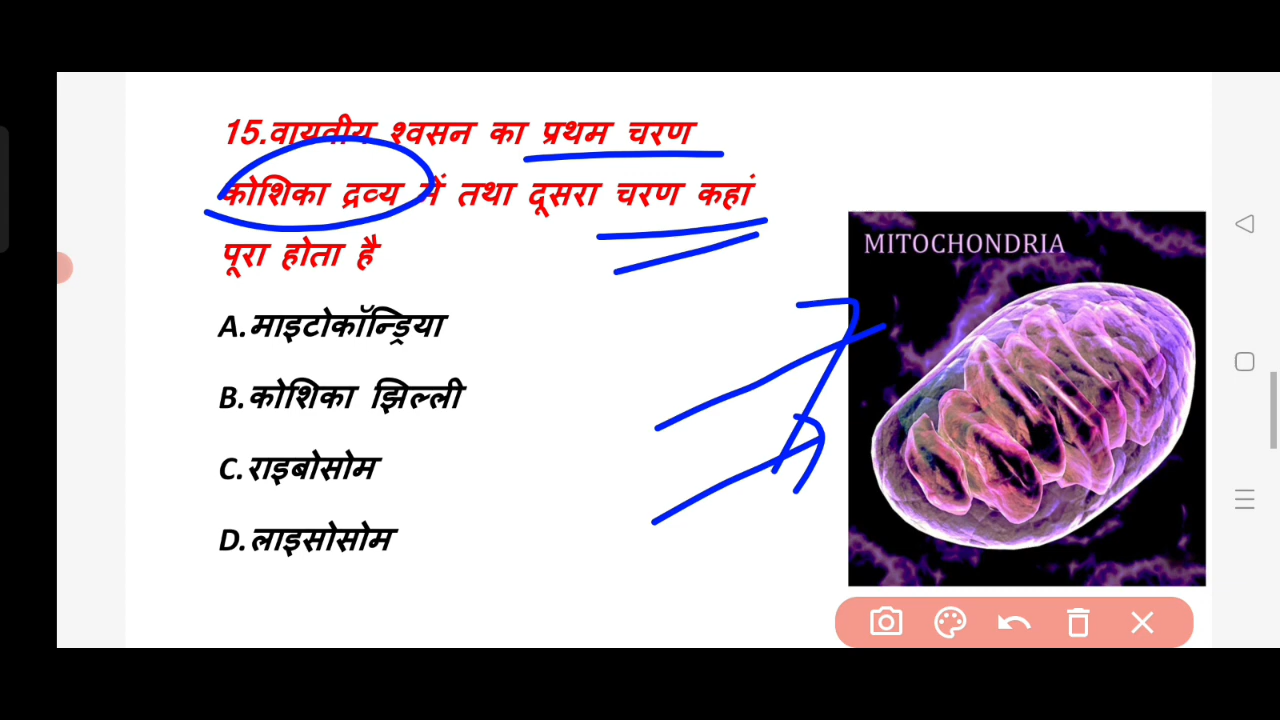 15.वायवीय श्वसन का प्रथम चरण
कोशिका द्रव्य में तथा दूसरा चरण कहां
पूरा होता है
MITOCHONDRIA
A.माइटोकॉन्ड्रिया
B.कोशिका झिल्ली
C.राइबोसोम
D.लाइसोसोम